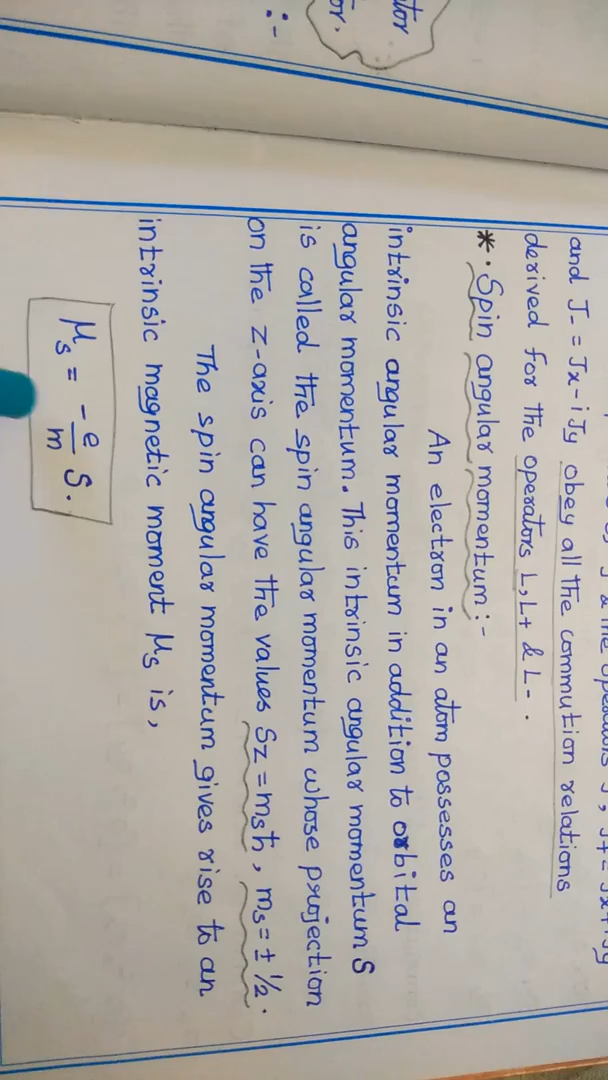 tor
or.
:-
and J- = Jx - iJy obey all the commution relations
derived for the operators L, L+ & L- .
* . Spin angular momentum :-
An electron in an atom possesses an
intrinsic angular momentum in addition to orbital
angular momentum. This intrinsic angular momentum S
is called the spin angular momentum whose projection
on the z-axis can have the values Sz = msħ, ms = ± 1/2 .
The spin angular momentum gives rise to an
intrinsic magnetic moment μs is,
μs = -e/m S.